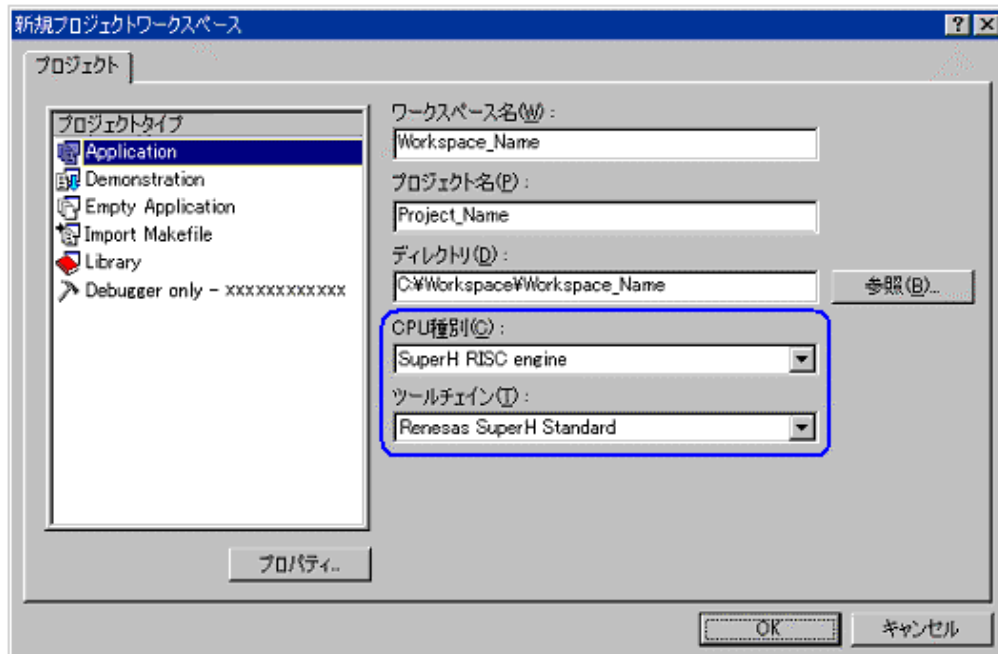 新規プロジェクトワークスペース
プロジェクト
プロジェクトタイプ
Application
Demonstration
Empty Application
Import Makefile
Library
Debugger only - xxxxxxxxxxxx
プロパティ...
ワークスペース名(W):
Workspace_Name
プロジェクト名(P):
Project_Name
ディレクトリ(D):
C:¥Workspace¥Workspace_Name
参照(B)...
CPU種別(C):
SuperH RISC engine
ツールチェイン(T):
Renesas SuperH Standard
OK
キャンセル